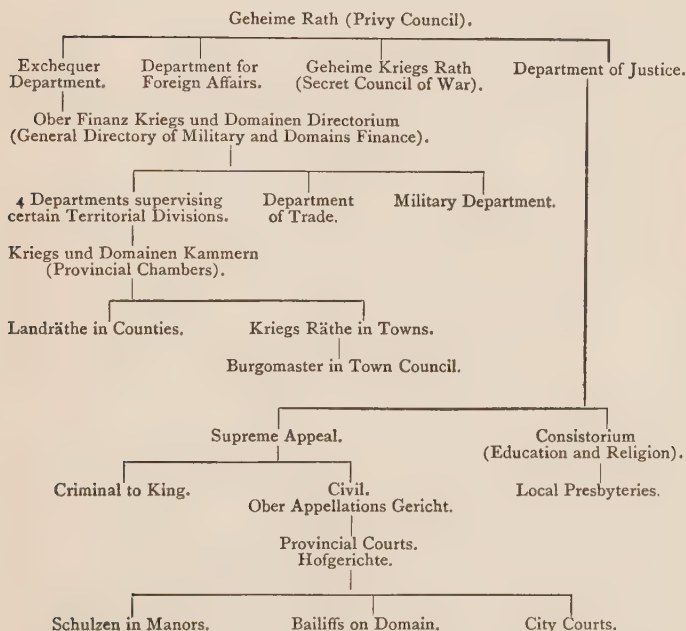 Geheime Rath (Privy Council).
Exchequer
Department.
Department for
Foreign Affairs.
Geheime Kriegs Rath
(Secret Council of War).
Department of Justice.
Ober Finanz Kriegs und Domainen Directorium
(General Directory of Military and Domains Finance).
4 Departments supervising
certain Territorial Divisions.
Department
of Trade.
Military Department.
Kriegs und Domainen Kammern
(Provincial Chambers).
Landräthe in Counties.
Kriegs Räthe in Towns.
Burgomaster in Town Council.
Supreme Appeal.
Consistorium
(Education and Religion).
Criminal to King.
Civil.
Ober Appellations Gericht.
Local Presbyteries.
Provincial Courts.
Hofgerichte.
Schulzen in Manors.
Bailiffs on Domain.
City Courts.